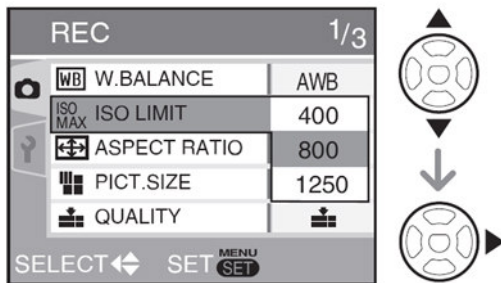 REC 1/3
WB W.BALANCE AWB
ISO MAX ISO LIMIT 400
ASPECT RATIO 800
PICT.SIZE 1250
QUALITY
SELECT SET MENU SET